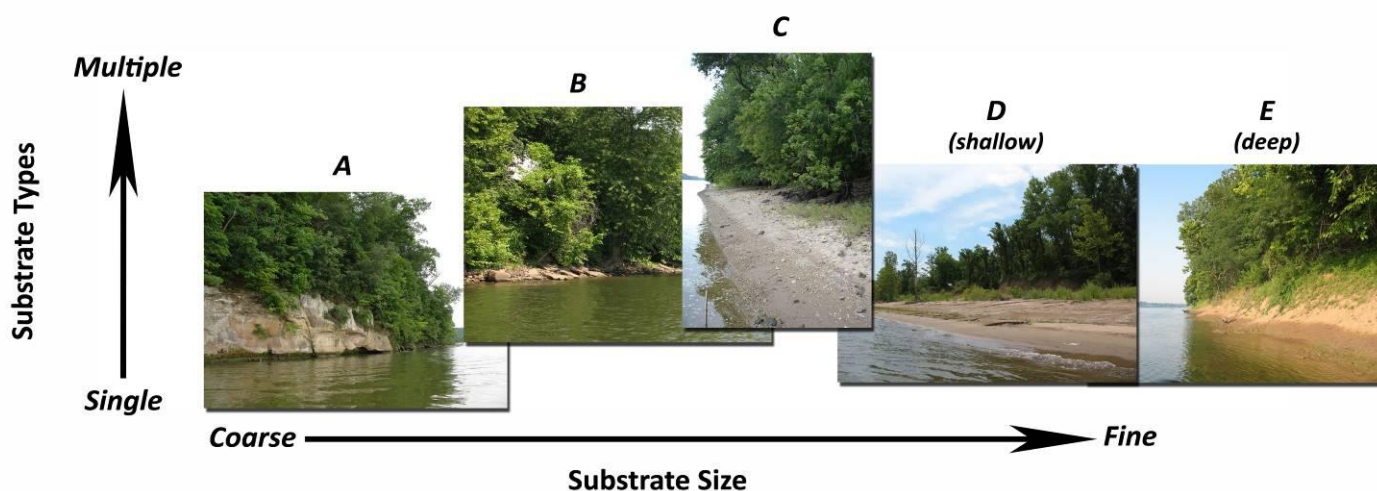 C
Multiple
B
D
(shallow)
E
(deep)
A
Substrate Types
Single
Coarse
Fine
Substrate Size